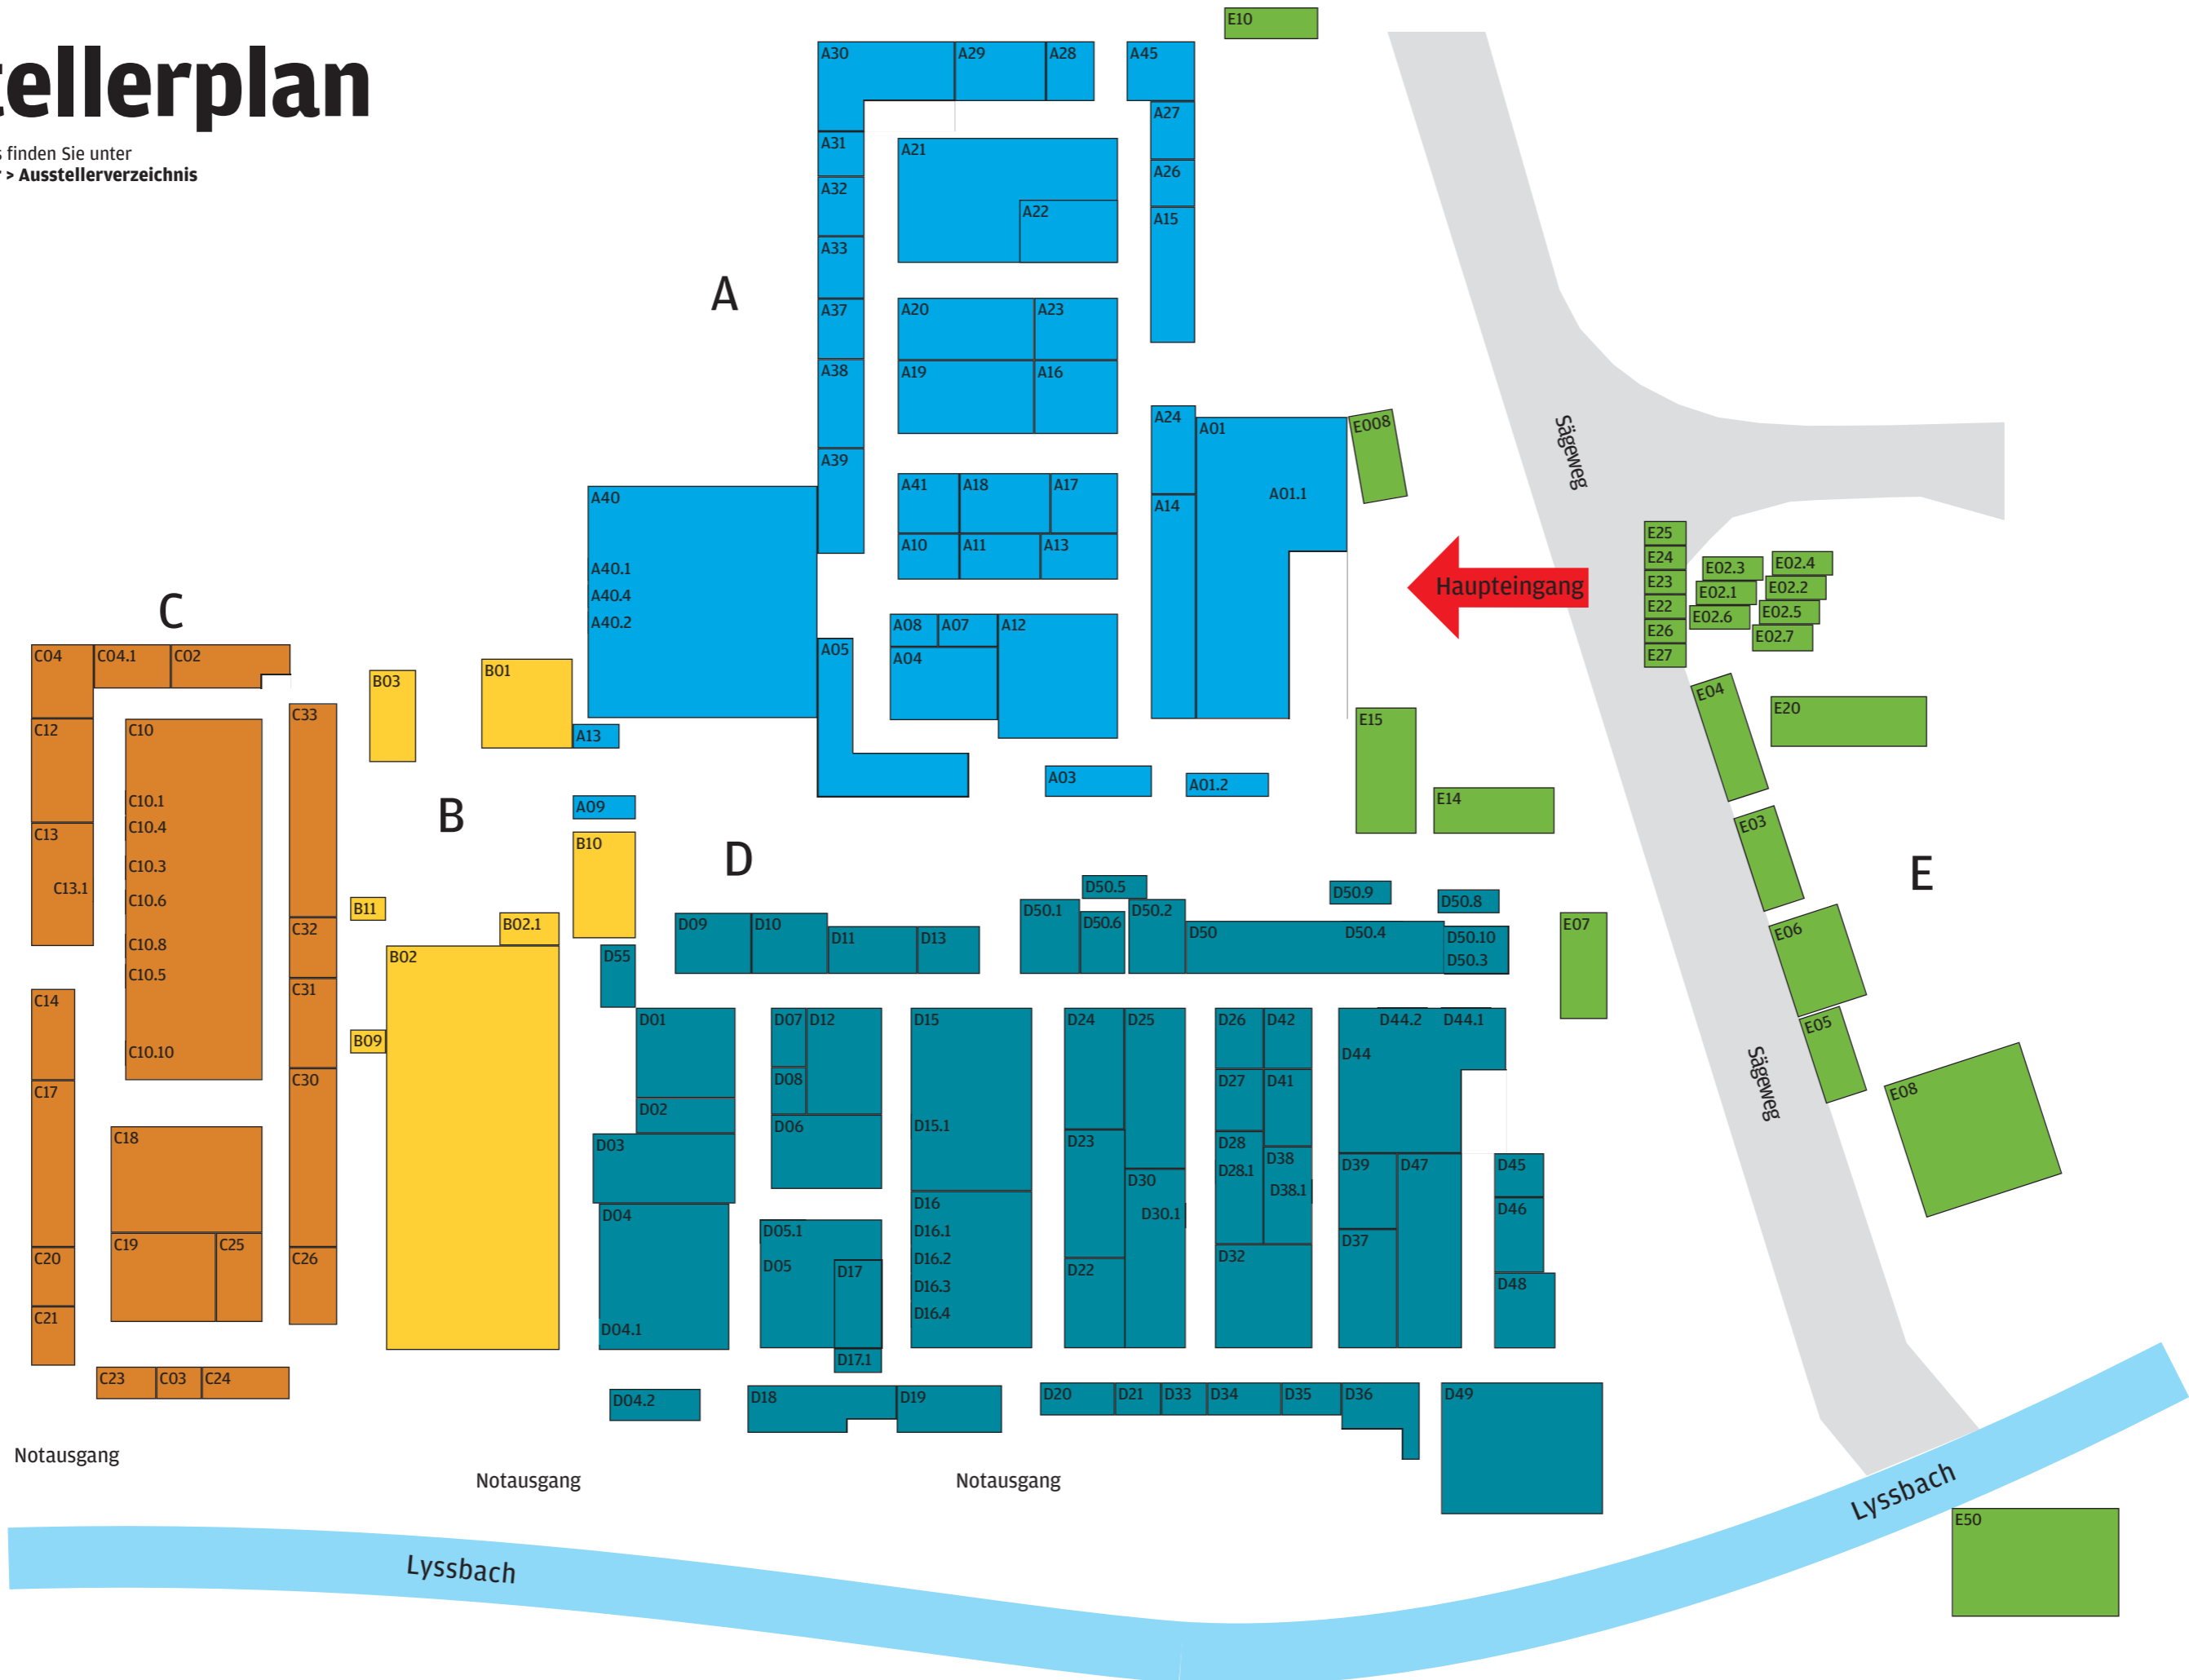 tellerplan
s finden Sie unter
r > Ausstellerverzeichnis
E10
A30
A29
A28
A45
A27
A31
A21
A26
A32
A22
A15
A33
A
A37
A20
A23
A38
A19
A16
A24
A01
E008
Sägeweg
A39
A41
A18
A17
A01.1
A14
A40
A10
A11
A13
A40.1
A40.4
A40.2
Haupteingang
E25
E24
E23
E22
E26
E27
E02.3
E02.4
E02.1
E02.2
E02.6
E02.5
E02.7
A08
A07
A12
A05
A04
C
C04
C04.1
C02
B03
B01
A13
C33
C12
C10
E04
E20
E15
A03
A01.2
E14
A09
B
C10.1
C10.4
C13
C10.3
C13.1
C10.6
C10.8
C10.5
C10.10
B10
D
E03
E
B11
B02.1
C32
B02
D55
D09
D10
D11
D13
D50.5
D50.1
D50.6
D50.2
D50
D50.4
D50.9
D50.8
D50.10
D50.3
E07
E06
C14
C31
B09
D01
D07
D12
D15
D24
D25
D26
D42
D44.2
D44.1
D44
E05
Sägeweg
E08
C17
C30
D08
D27
D41
D02
D06
D15.1
D03
D23
D28
D28.1
D38
D38.1
D39
D47
D45
C18
D30
D30.1
D16
D16.1
D16.2
D16.3
D16.4
D04
D04.1
D05.1
D05
D17
D17.1
D22
D32
D37
D46
D48
C19
C25
C20
C26
C21
C23
C03
C24
D04.2
D18
D19
D20
D21
D33
D34
D35
D36
D49
Notausgang
Notausgang
Notausgang
Lyssbach
Lyssbach
E50